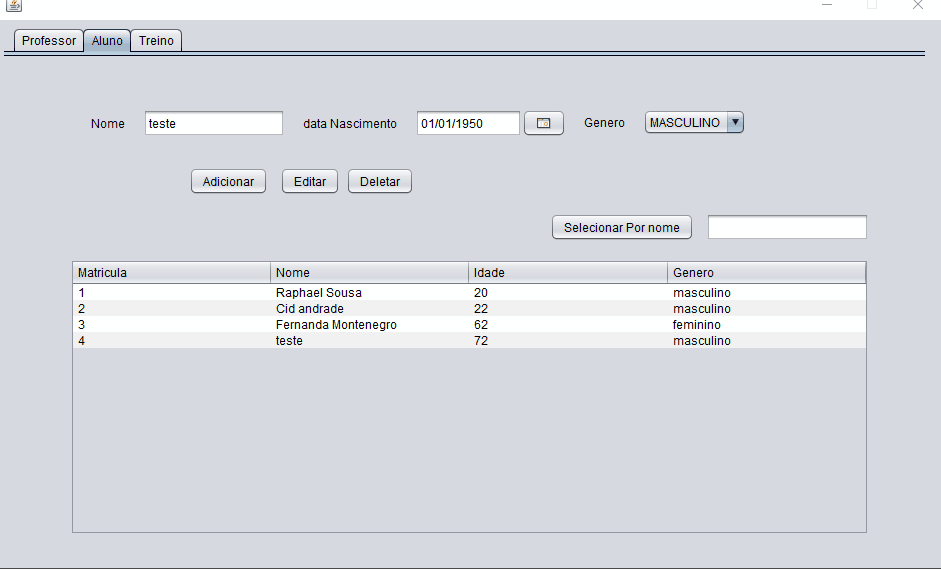 Professor Aluno Treino
Nome teste data Nascimento 01/01/1950 Genero MASCULINO
Adicionar Editar Deletar
Selecionar Por nome
Matricula Nome Idade Genero
1 Raphael Sousa 20 masculino
2 Cid andrade 22 masculino
3 Fernanda Montenegro 62 feminino
4 teste 72 masculino